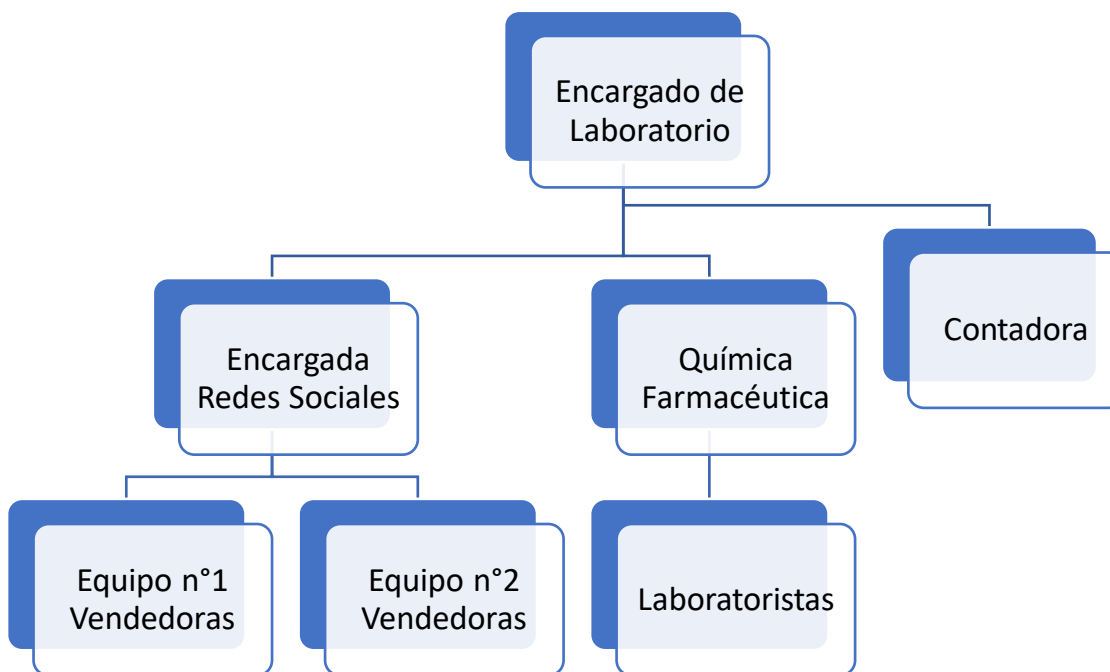 Encargado de
Laboratorio
Contadora
Encargada
Redes Sociales
Química
Farmacéutica
Equipo n°1
Vendedoras
Equipo n°2
Vendedoras
Laboratoristas